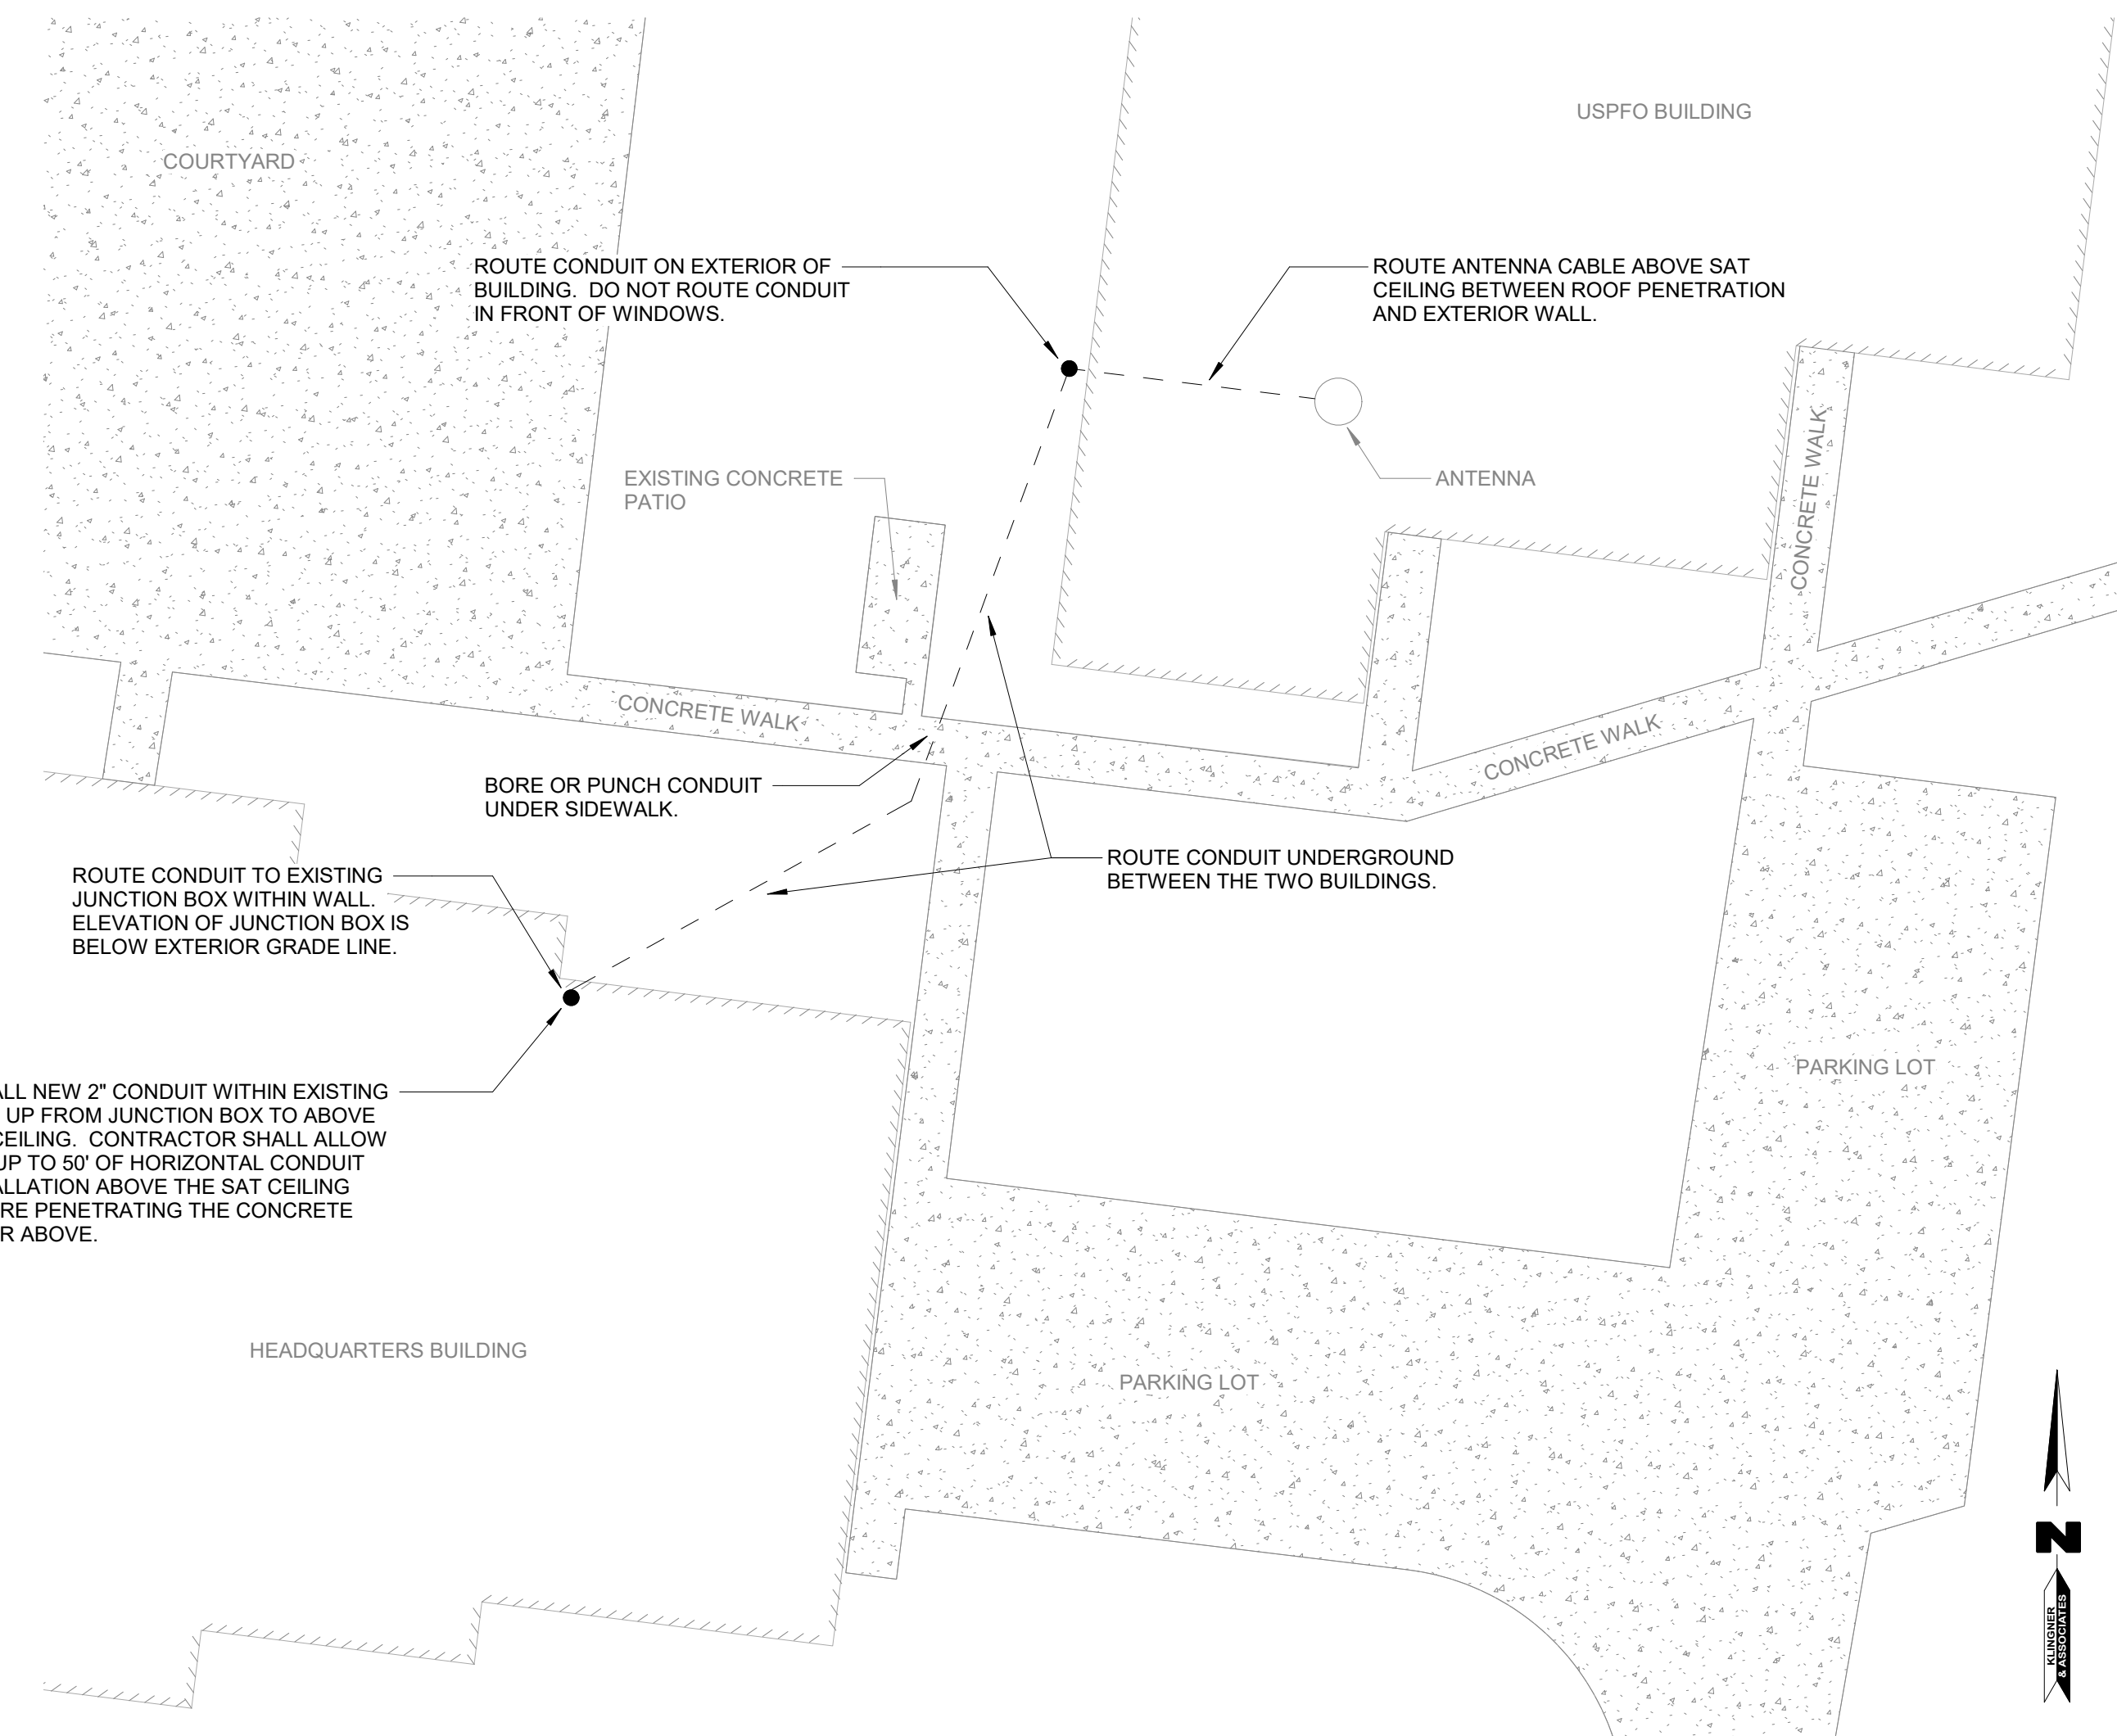 USPFO BUILDING
COURTYARD
ROUTE CONDUIT ON EXTERIOR OF
BUILDING. DO NOT ROUTE CONDUIT
IN FRONT OF WINDOWS.
ROUTE ANTENNA CABLE ABOVE SAT
CEILING BETWEEN ROOF PENETRATION
AND EXTERIOR WALL.
EXISTING CONCRETE
PATIO
ANTENNA
CONCRETE WALK
CONCRETE WALK
CONCRETE WALK
BORE OR PUNCH CONDUIT
UNDER SIDEWALK.
ROUTE CONDUIT UNDERGROUND
BETWEEN THE TWO BUILDINGS.
ROUTE CONDUIT TO EXISTING
JUNCTION BOX WITHIN WALL.
ELEVATION OF JUNCTION BOX IS
BELOW EXTERIOR GRADE LINE.
ALL NEW 2" CONDUIT WITHIN EXISTING
UP FROM JUNCTION BOX TO ABOVE
CEILING. CONTRACTOR SHALL ALLOW
UP TO 50' OF HORIZONTAL CONDUIT
ALLATION ABOVE THE SAT CEILING
RE PENETRATING THE CONCRETE
R ABOVE.
PARKING LOT
HEADQUARTERS BUILDING
PARKING LOT
N
KLINGNER
& ASSOCIATES